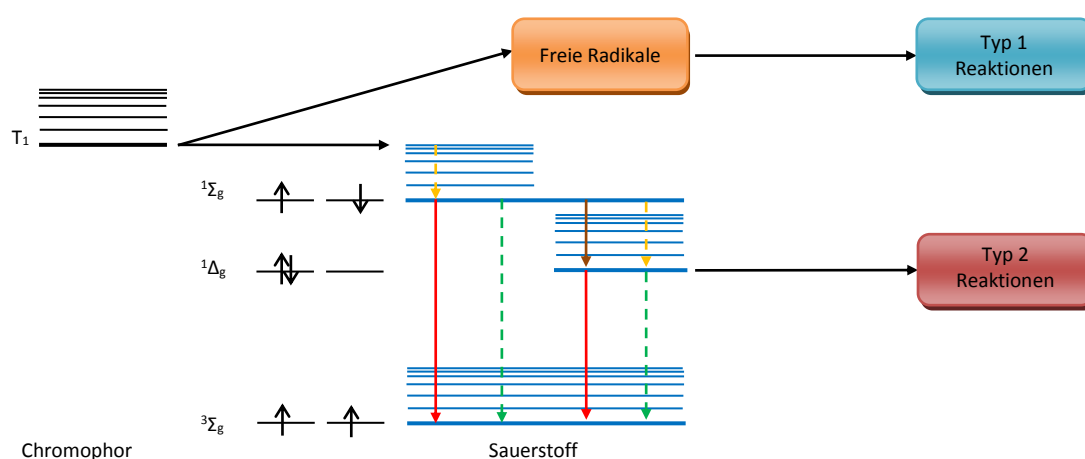 Freie Radikale
Typ 1
Reaktionen
T₁
¹Σg
¹Δg
Typ 2
Reaktionen
³Σg
Chromophor
Sauerstoff